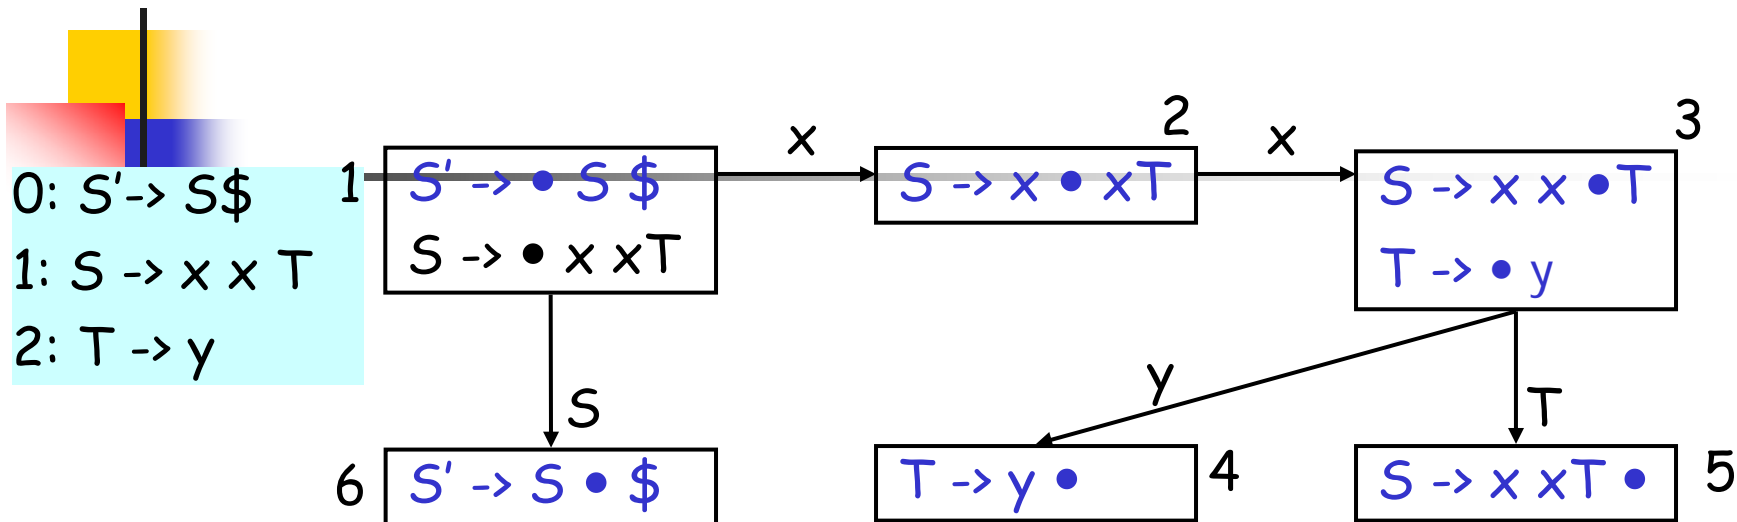 0: S'-> S$
1: S -> x x T
2: T -> y
1
S' -> ● S $
S -> ● x xT
x
2
S -> x ● xT
x
3
S -> x x ●T
T -> ● y
S
y
T
6
S' -> S ● $
T -> y ●
4
S -> x xT ●
5